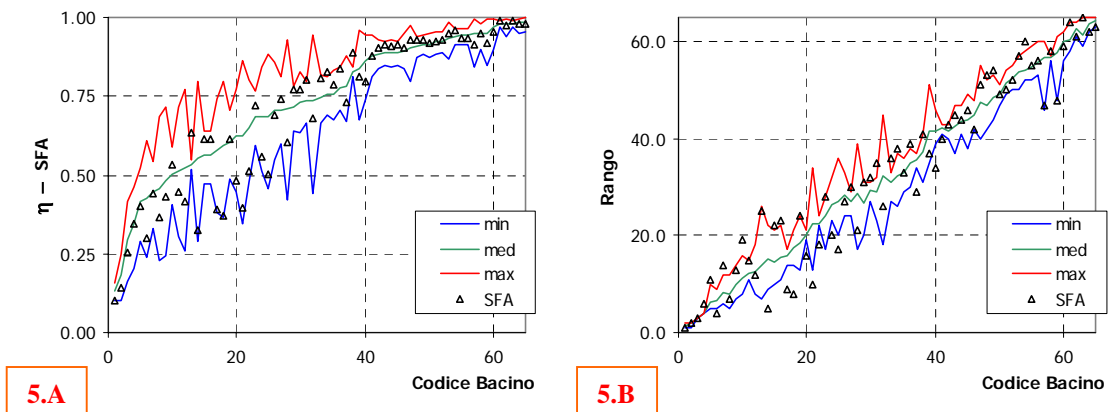 η – SFA
1.00
0.75
0.50
0.25
0.00
0
20
40
60
Codice Bacino
min
med
max
SFA
5.A
Rango
60.0
40.0
20.0
0.0
0
20
40
60
Codice Bacino
min
med
max
SFA
5.B